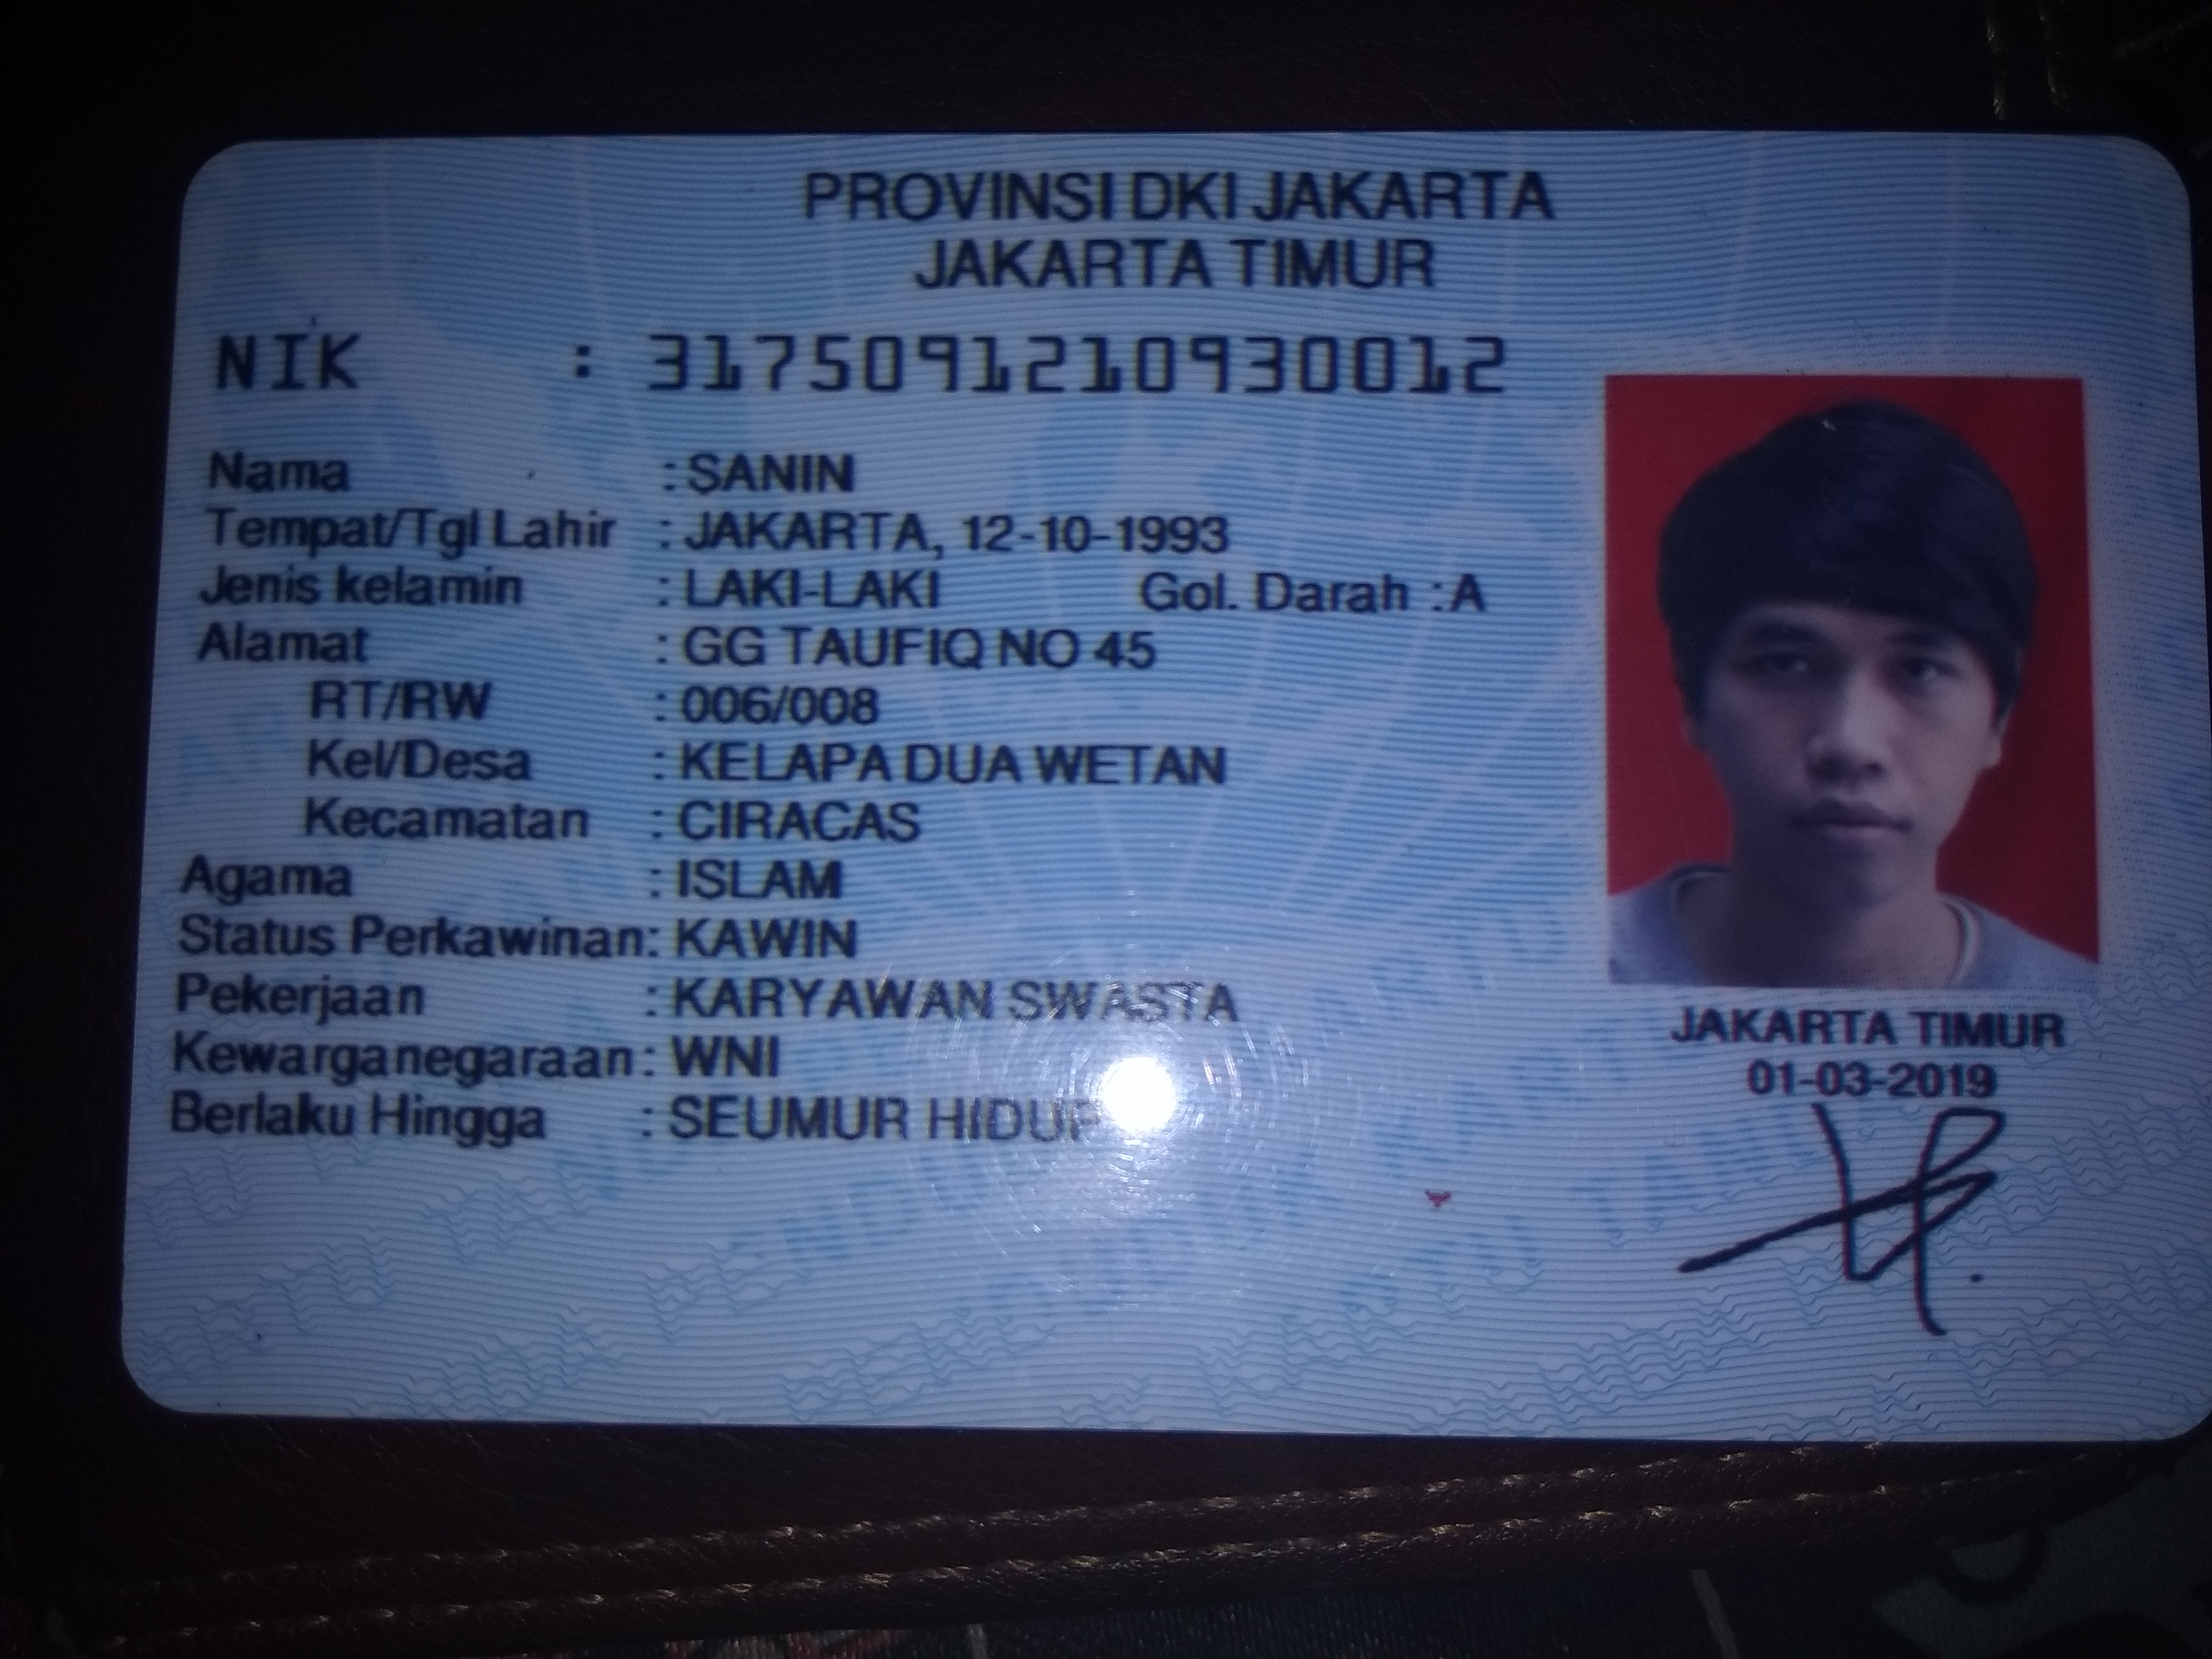 PROVINSI DKI JAKARTA
JAKARTA TIMUR
NIK : 3175091210930012
Nama : SANIN
Tempat/Tgl Lahir : JAKARTA, 12-10-1993
Jenis kelamin : LAKI-LAKI Gol. Darah : A
Alamat : GG TAUFIQ NO 45
RT/RW : 006/008
Kel/Desa : KELAPA DUA WETAN
Kecamatan : CIRACAS
Agama : ISLAM
Status Perkawinan: KAWIN
Pekerjaan : KARYAWAN SWASTA
Kewarganegaraan: WNI
Berlaku Hingga : SEUMUR HIDUP
JAKARTA TIMUR
01-03-2019